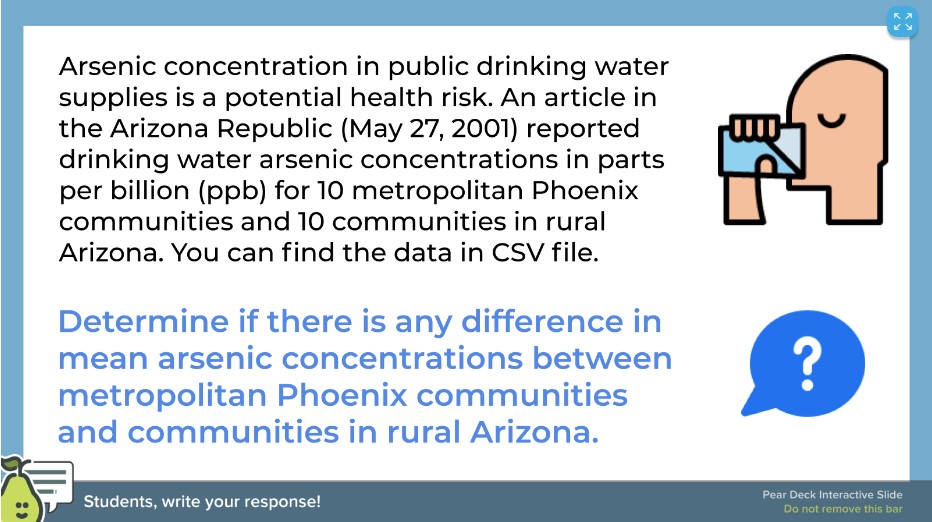 Arsenic concentration in public drinking water
supplies is a potential health risk. An article in
the Arizona Republic (May 27, 2001) reported
drinking water arsenic concentrations in parts
per billion (ppb) for 10 metropolitan Phoenix
communities and 10 communities in rural
Arizona. You can find the data in CSV file.
Determine if there is any difference in
mean arsenic concentrations between
metropolitan Phoenix communities
and communities in rural Arizona.
?
Students, write your response!
Pear Deck Interactive Slide
Do not remove this bar